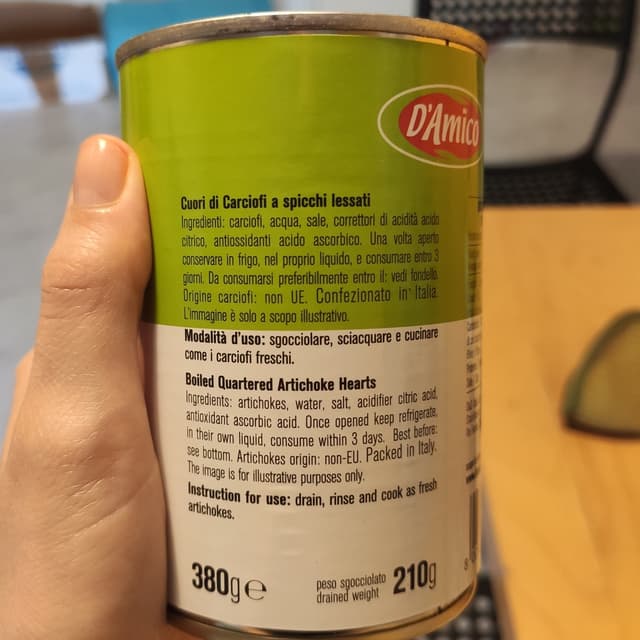 D'Amico
Cuori di Carciofi a spicchi lessati
Ingredienti: carciofi, acqua, sale, correttori di acidità acido
citrico, antiossidanti acido ascorbico. Una volta aperto
conservare in frigo, nel proprio liquido, e consumare entro 3
giorni. Da consumarsi preferibilmente entro il: vedi fondello.
Origine carciofi: non UE. Confezionato in Italia.
L'immagine è solo a scopo illustrativo.
Modalità d'uso: sgocciolare, sciacquare e cucinare
come i carciofi freschi.
Boiled Quartered Artichoke Hearts
Ingredients: artichokes, water, salt, acidifier citric acid,
antioxidant ascorbic acid. Once opened keep refrigerate,
in their own liquid, consume within 3 days. Best before:
see bottom. Artichokes origin: non-EU. Packed in Italy.
The image is for illustrative purposes only.
Instruction for use: drain, rinse and cook as fresh
artichokes.
380g e
peso sgocciolato
drained weight 210g